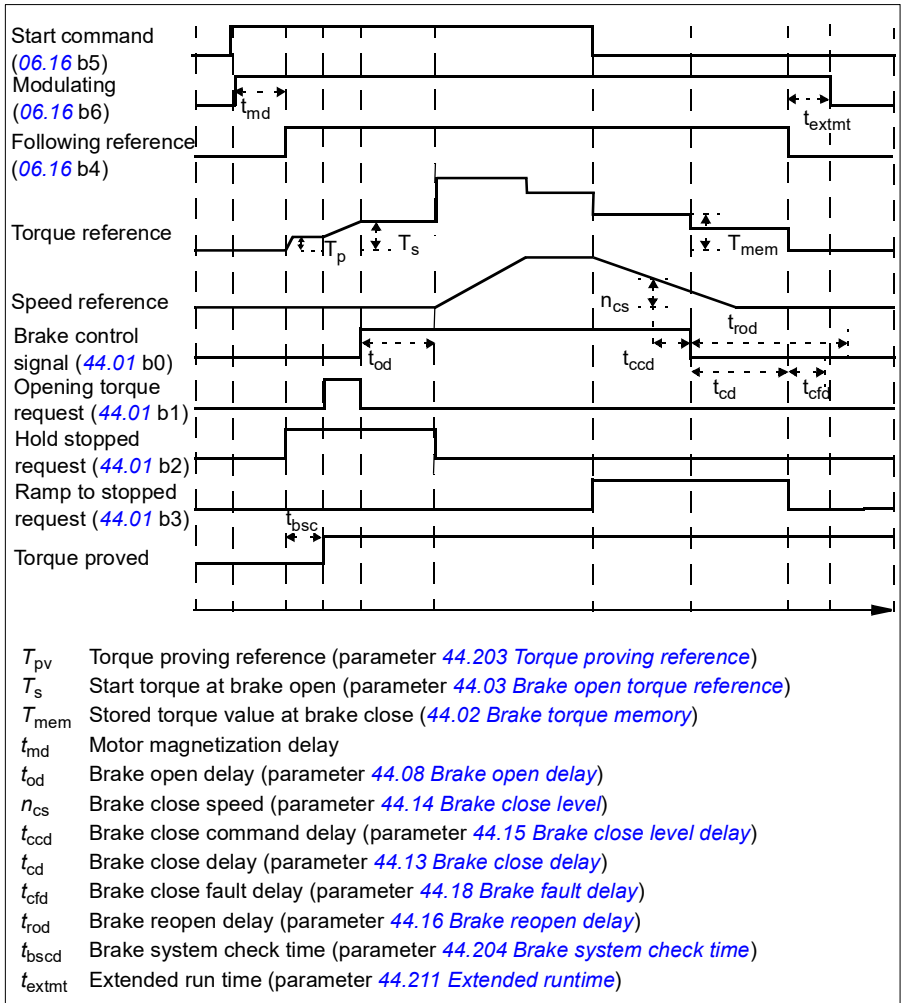 Start command
(06.16 b5)
Modulating
(06.16 b6)
tmd
textmt
Following reference
(06.16 b4)
Torque reference
Tp
Ts
Tmem
Speed reference
ncs
trod
Brake control
signal (44.01 b0)
tod
tccd
tcd
tcfd
Opening torque
request (44.01 b1)
Hold stopped
request (44.01 b2)
Ramp to stopped
request (44.01 b3)
tbsc
Torque proved
Tpv Torque proving reference (parameter 44.203 Torque proving reference)
Ts Start torque at brake open (parameter 44.03 Brake open torque reference)
Tmem Stored torque value at brake close (44.02 Brake torque memory)
tmd Motor magnetization delay
tod Brake open delay (parameter 44.08 Brake open delay)
ncs Brake close speed (parameter 44.14 Brake close level)
tccd Brake close command delay (parameter 44.15 Brake close level delay)
tcd Brake close delay (parameter 44.13 Brake close delay)
tcfd Brake close fault delay (parameter 44.18 Brake fault delay)
trod Brake reopen delay (parameter 44.16 Brake reopen delay)
tbscd Brake system check time (parameter 44.204 Brake system check time)
textmt Extended run time (parameter 44.211 Extended runtime)